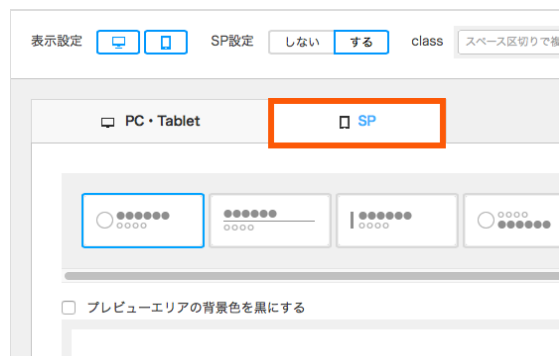 表示設定 SP設定 しない する class スペース区切りで複
PC・Tablet SP
プレビューエリアの背景色を黒にする